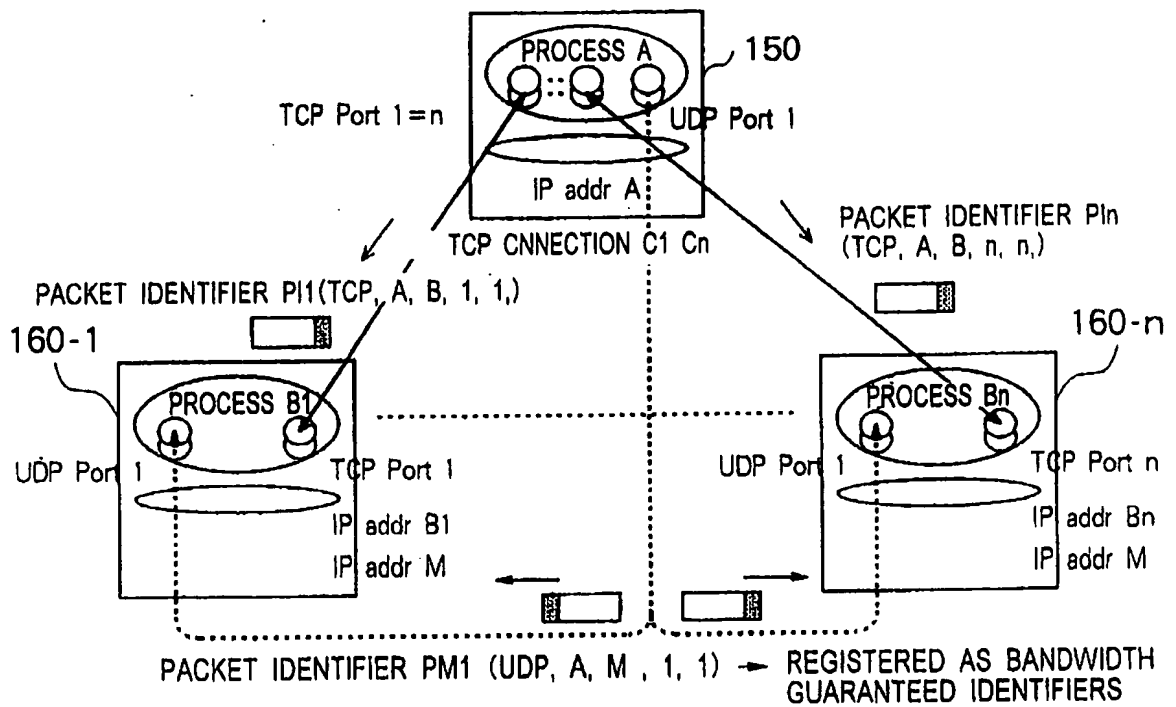 PROCESS A
150
TCP Port 1=n
UDP Port 1
IP addr A
TCP CNNECTION C1 Cn
PACKET IDENTIFIER PIn
(TCP, A, B, n, n,)
PACKET IDENTIFIER PI1(TCP, A, B, 1, 1,)
160-1
160-n
PROCESS B1
PROCESS Bn
UDP Port 1
TCP Port 1
UDP Port 1
TCP Port n
IP addr B1
IP addr Bn
IP addr M
IP addr M
PACKET IDENTIFIER PM1 (UDP, A, M , 1, 1) → REGISTERED AS BANDWIDTH
GUARANTEED IDENTIFIERS